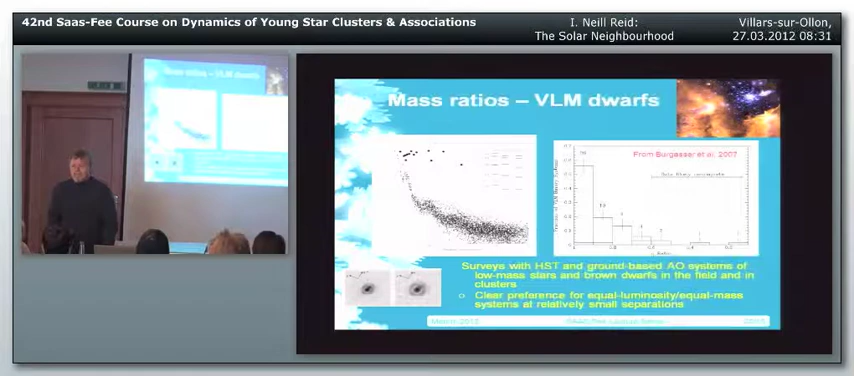 42nd Saas-Fee Course on Dynamics of Young Star Clusters & Associations
I. Neill Reid:
The Solar Neighbourhood
Villars-sur-Ollon,
27.03.2012 08:31
Mass ratios – VLM dwarfs
From Burgasser et al, 2007
Surveys with HST and ground-based AO systems of
low-mass stars and brown dwarfs in the field and in
clusters
Clear preference for equal-luminosity/equal-mass
systems at relatively small separations
March 2012